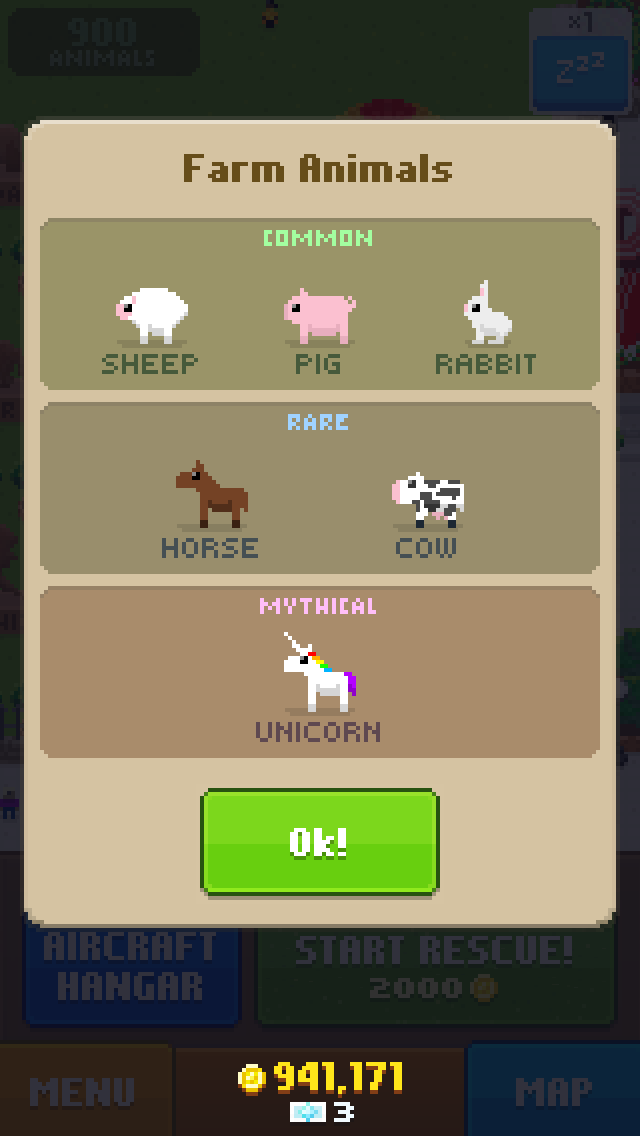 900
ANIMALS
x1
Zzzz
Farm Animals
COMMON
SHEEP PIG RABBIT
RARE
HORSE COW
MYTHICAL
UNICORN
Ok!
AIRCRAFT
HANGAR
START RESCUE!
2000
MENU
941,171
3
MAP